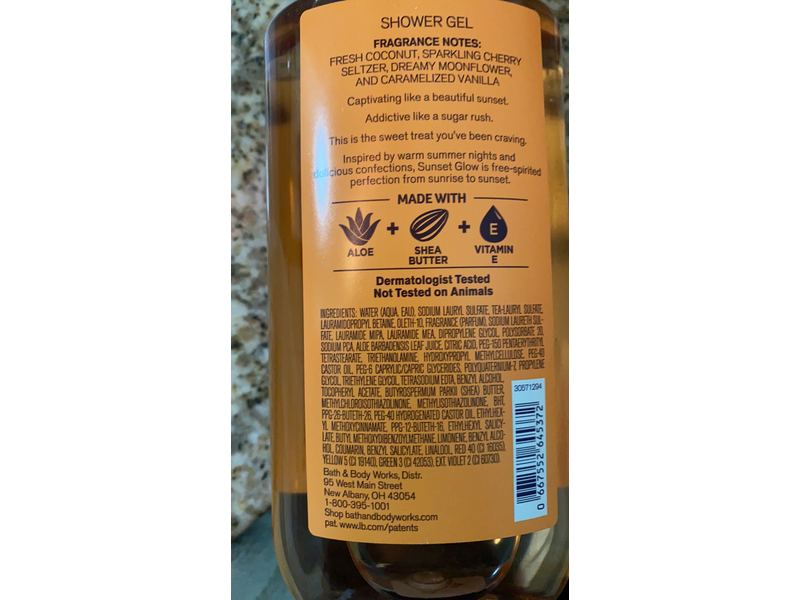 SHOWER GEL
FRAGRANCE NOTES:
FRESH COCONUT, SPARKLING CHERRY
SELTZER, DREAMY MOONFLOWER,
AND CARAMELIZED VANILLA
Captivating like a beautiful sunset.
Addictive like a sugar rush.
This is the sweet treat you've been craving.
Inspired by warm summer nights and
delicious confections, Sunset Glow is free-spirited
perfection from sunrise to sunset.
MADE WITH
ALOE + SHEA BUTTER + E VITAMIN E
Dermatologist Tested
Not Tested on Animals
INGREDIENTS: WATER (AQUA, EAU), SODIUM LAURYL SULFATE, TEA-LAURYL SULFATE,
LAURAMIDOPROPYL BETAINE, OLETH-10, FRAGRANCE (PARFUM), SODIUM LAURETH SUL-
FATE, LAURAMIDE MIPA, LAURAMIDE MEA, DIPROPYLENE GLYCOL, POLYSORBATE 20,
SODIUM PCA, ALOE BARBADENSIS LEAF JUICE, CITRIC ACID, PEG-150 PENTAERYTHRITYL
TETRASTEARATE, TRIETHANOLAMINE, HYDROXYPROPYL METHYLCELLULOSE, PEG-40
CASTOR OIL, PEG-6 CAPRYLIC/CAPRIC GLYCERIDES, POLYQUATERNIUM-7, PROPYLENE
GLYCOL, TRIETHYLENE GLYCOL, TETRASODIUM EDTA, BENZYL ALCOHOL,
TOCOPHERYL ACETATE, BUTYROSPERMUM PARKII (SHEA) BUTTER,
METHYLCHLOROISOTHIAZOLINONE, METHYLISOTHIAZOLINONE, BHT,
PPG-26-BUTETH-26, PEG-40 HYDROGENATED CASTOR OIL, ETHYLHEX-
YL METHOXYCINNAMATE, PPG-12-BUTETH-16, ETHYLHEXYL SALICY-
LATE, BUTYL METHOXYDIBENZOYLMETHANE, LIMONENE, BENZYL ALCO-
HOL, COUMARIN, BENZYL SALICYLATE, LINALOOL, RED 40 (CI 16035),
YELLOW 5 (CI 19140), GREEN 3 (CI 42053), EXT. VIOLET 2 (CI 60730).
Bath & Body Works, Distr.
95 West Main Street
New Albany, OH 43054
1-800-395-1001
Shop bathandbodyworks.com
pat. www.lb.com/patents
30571294
0 667552 645372